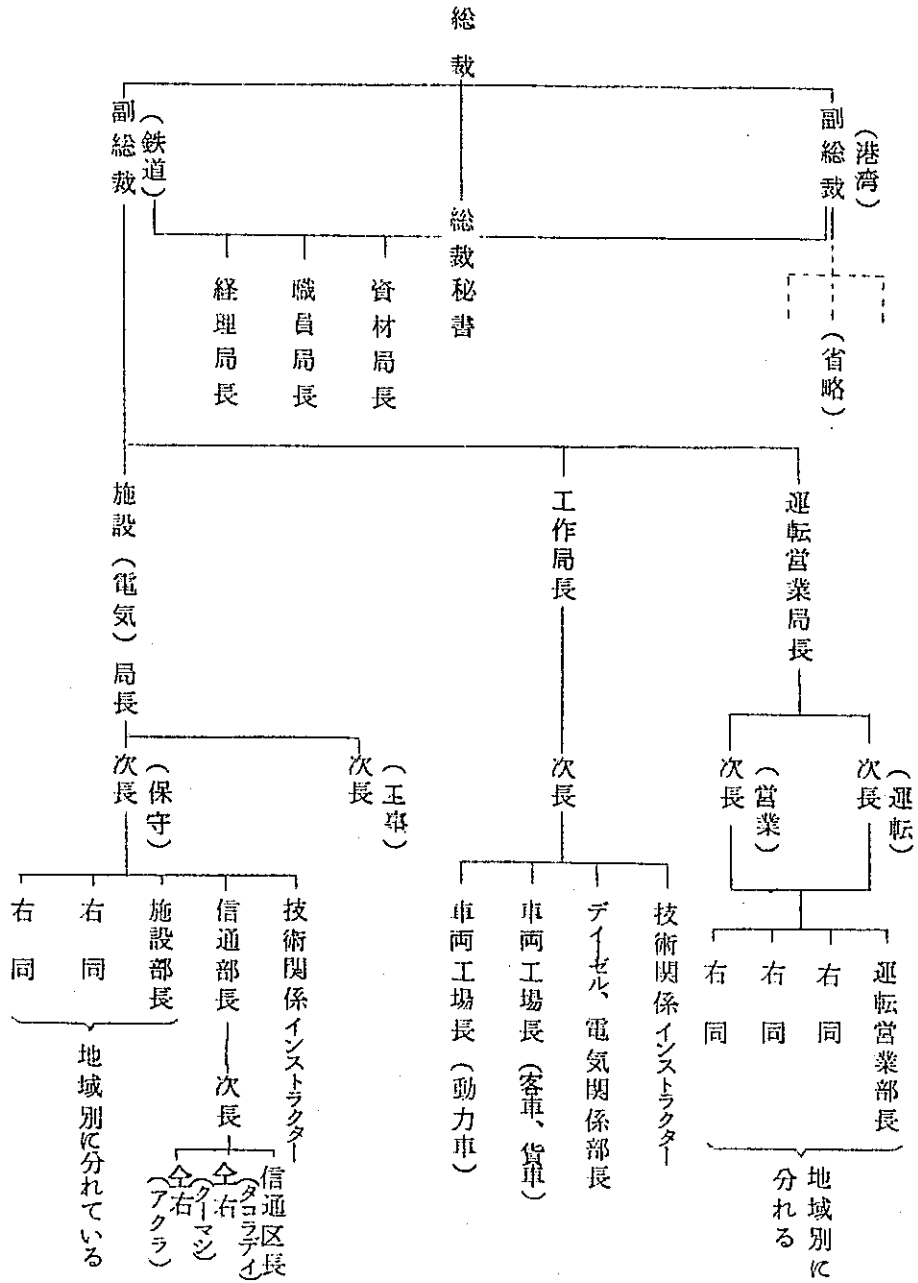 総裁
副総裁
（港湾）
（省略）
総裁秘書
資材局長
職員局長
経理局長
副総裁
（鉄道）
運転営業局長
次長
（運転）
次長
（営業）
運転営業部長
右同
右同
右同
地域別に
分れる
工作局長
次長
技術関係インストラクター
ディーゼル、電気関係部長
車両工場長（客車、貨車）
車両工場長（動力車）
施設（電気）局長
次長
（工事）
次長
（保守）
技術関係インストラクター
信通部長
次長
信通区長
（タコラデイ）
仝右
（クーマシ）
仝右
（アクラ）
施設部長
右同
右同
地域別に分れている